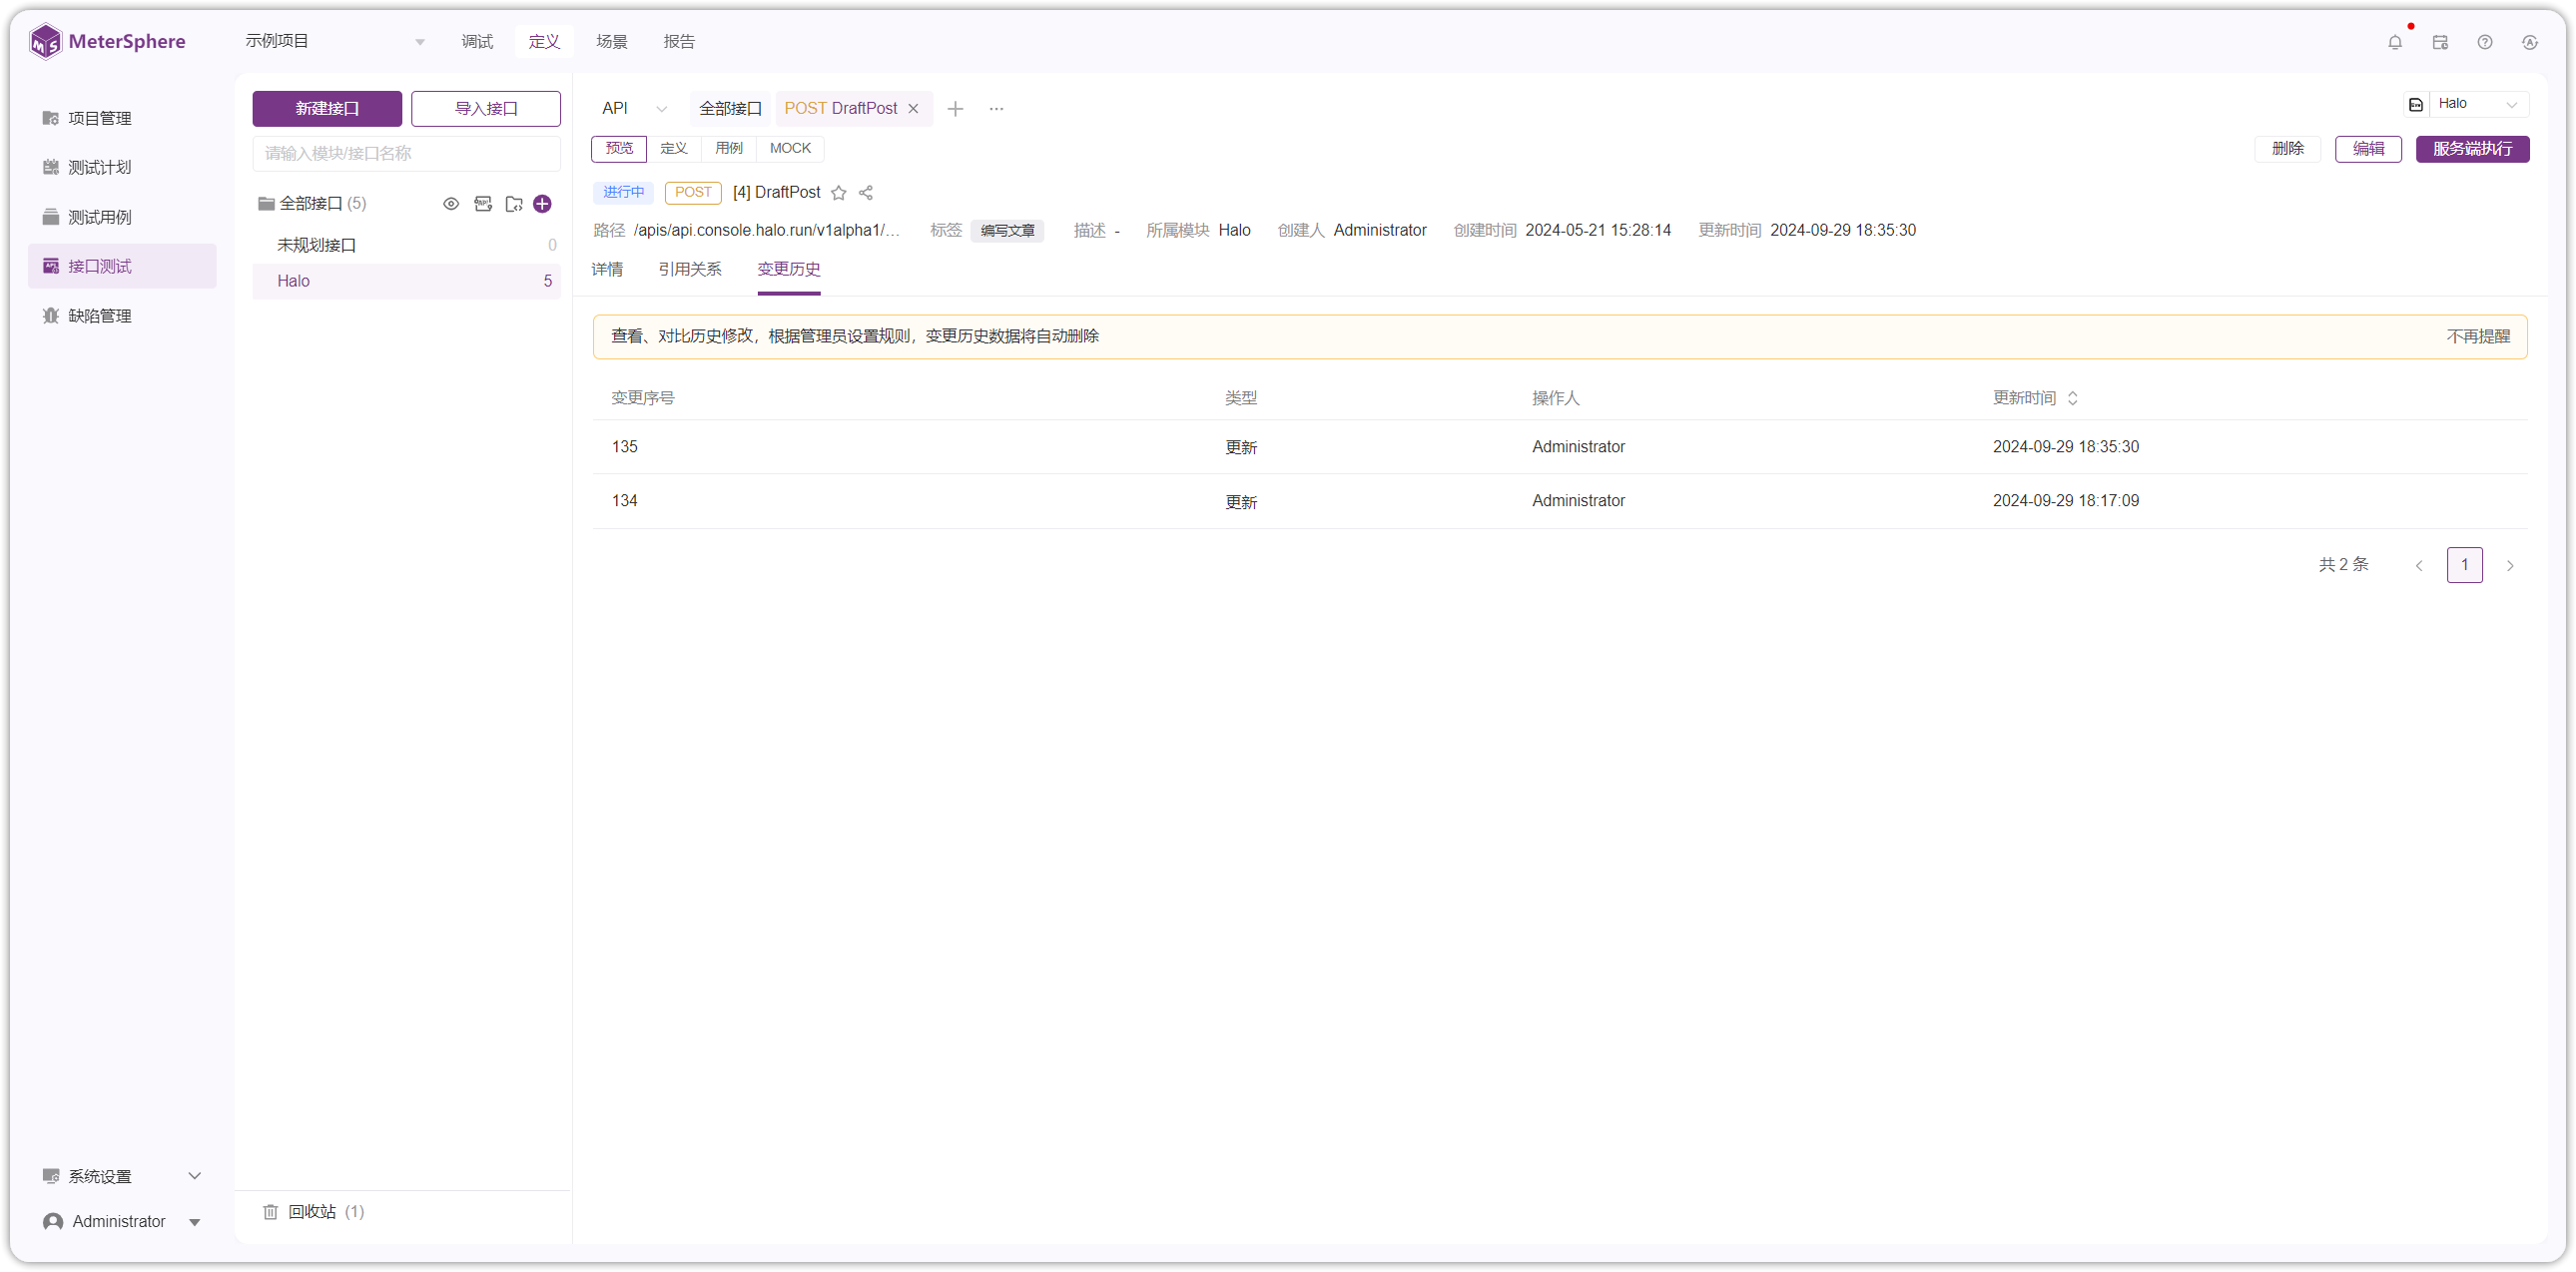 MeterSphere
示例项目
调试
定义
场景
报告
项目管理
测试计划
测试用例
接口测试
缺陷管理
系统设置
Administrator
新建接口
导入接口
请输入模块/接口名称
全部接口 (5)
未规划接口 0
Halo 5
回收站 (1)
API
全部接口
POST DraftPost
Halo
预览
定义
用例
MOCK
删除
编辑
服务端执行
进行中 POST [4] DraftPost
路径 /apis/api.console.halo.run/v1alpha1/... 标签 编写文章 描述 - 所属模块 Halo 创建人 Administrator 创建时间 2024-05-21 15:28:14 更新时间 2024-09-29 18:35:30
详情
引用关系
变更历史
查看、对比历史修改，根据管理员设置规则，变更历史数据将自动删除 不再提醒
变更序号 类型 操作人 更新时间
135 更新 Administrator 2024-09-29 18:35:30
134 更新 Administrator 2024-09-29 18:17:09
共 2 条 1